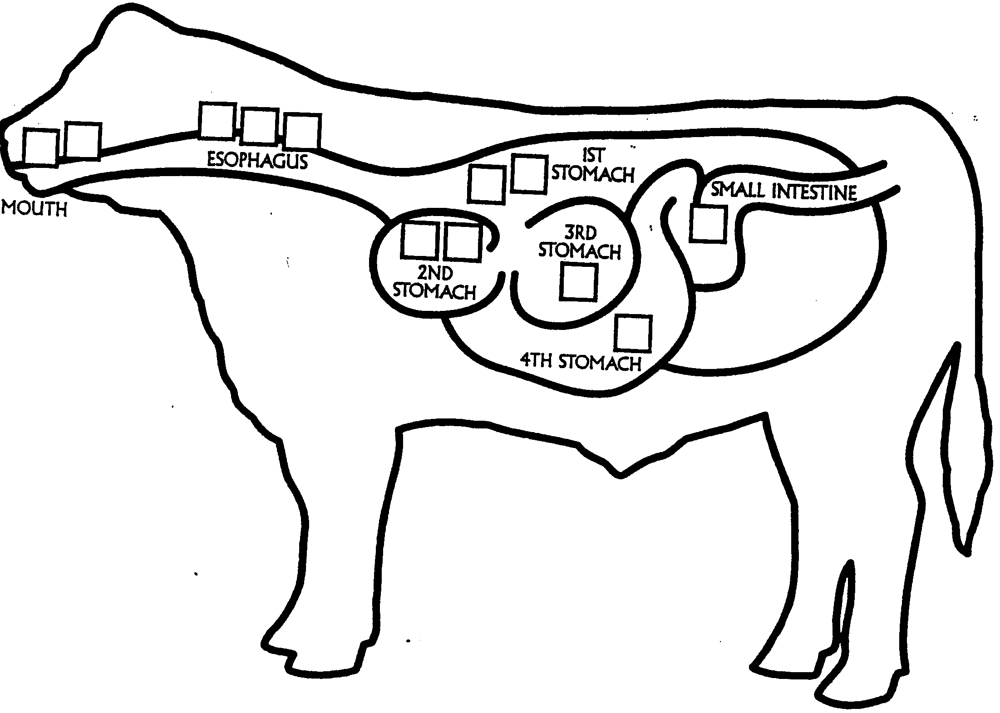 MOUTH
ESOPHAGUS
1ST
STOMACH
2ND
STOMACH
3RD
STOMACH
4TH STOMACH
SMALL INTESTINE